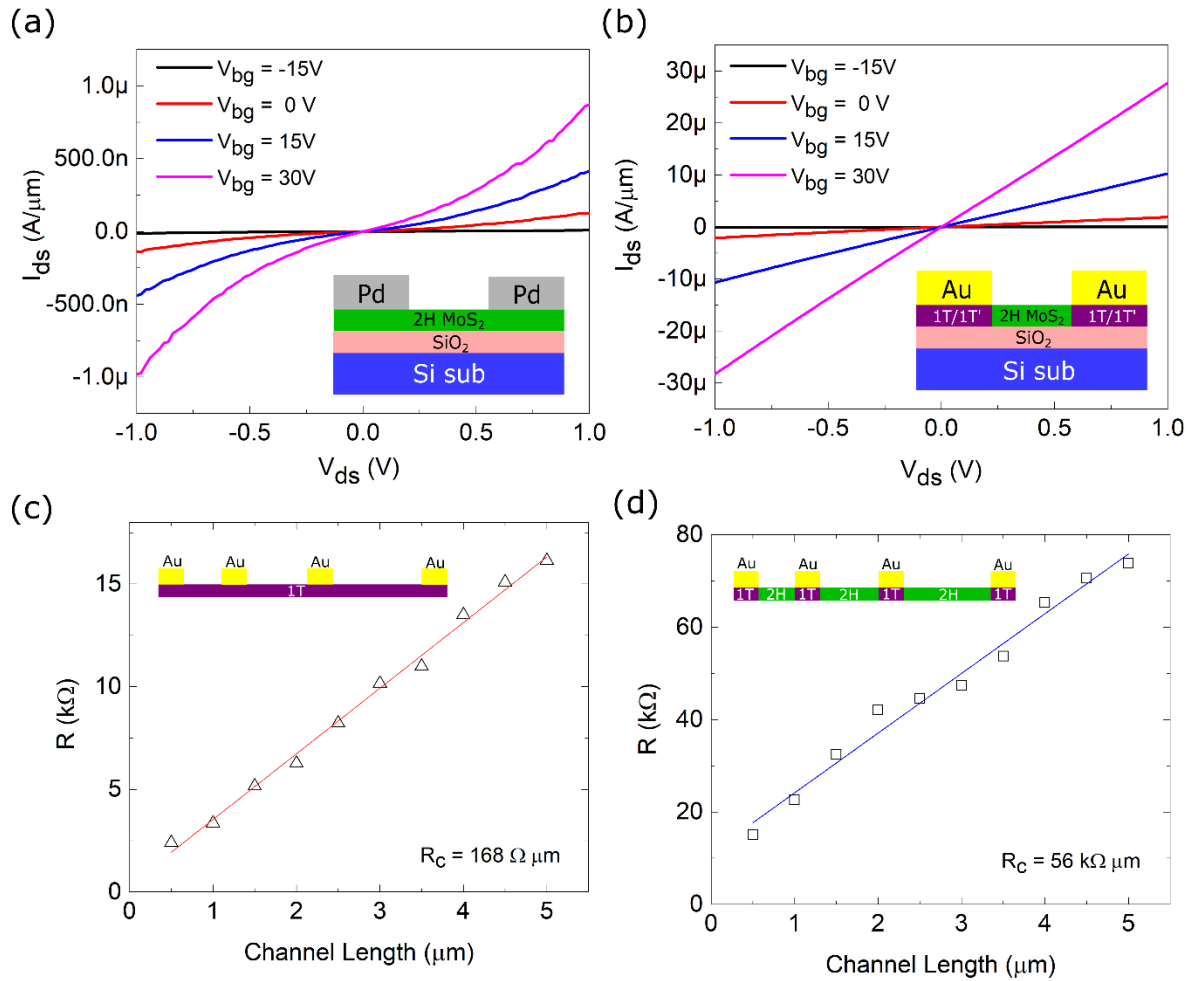 (a)
1.0μ
500.0n
0.0
-500.0n
-1.0μ
I_ds (A/μm)
V_bg = -15V
V_bg = 0 V
V_bg = 15V
V_bg = 30V
Pd Pd
2H MoS₂
SiO₂
Si sub
-1.0 -0.5 0.0 0.5 1.0
V_ds (V)
(b)
30μ
20μ
10μ
0
-10μ
-20μ
-30μ
I_ds (A/μm)
V_bg = -15V
V_bg = 0 V
V_bg = 15V
V_bg = 30V
Au Au
1T/1T' 2H MoS₂ 1T/1T'
SiO₂
Si sub
-1.0 -0.5 0.0 0.5 1.0
V_ds (V)
(c)
15
10
5
0
R (kΩ)
Au Au Au Au
1T
R_C = 168 Ω μm
0 1 2 3 4 5
Channel Length (μm)
(d)
80
60
40
20
0
R (kΩ)
Au Au Au Au
1T 2H 1T 2H 1T 2H 1T
R_C = 56 kΩ μm
0 1 2 3 4 5
Channel Length (μm)